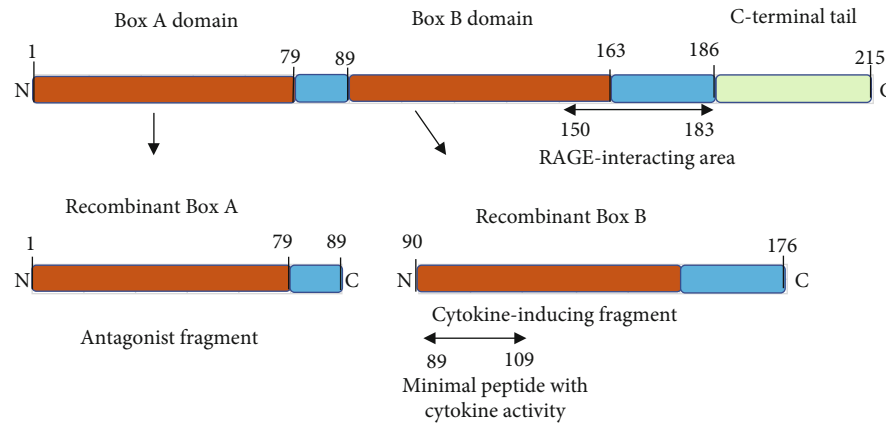 Box A domain
Box B domain
C-terminal tail
1
79
89
163
186
215
N
C
150
183
RAGE-interacting area
Recombinant Box A
Recombinant Box B
1
79
89
90
176
N
C
N
C
Antagonist fragment
Cytokine-inducing fragment
89
109
Minimal peptide with
cytokine activity